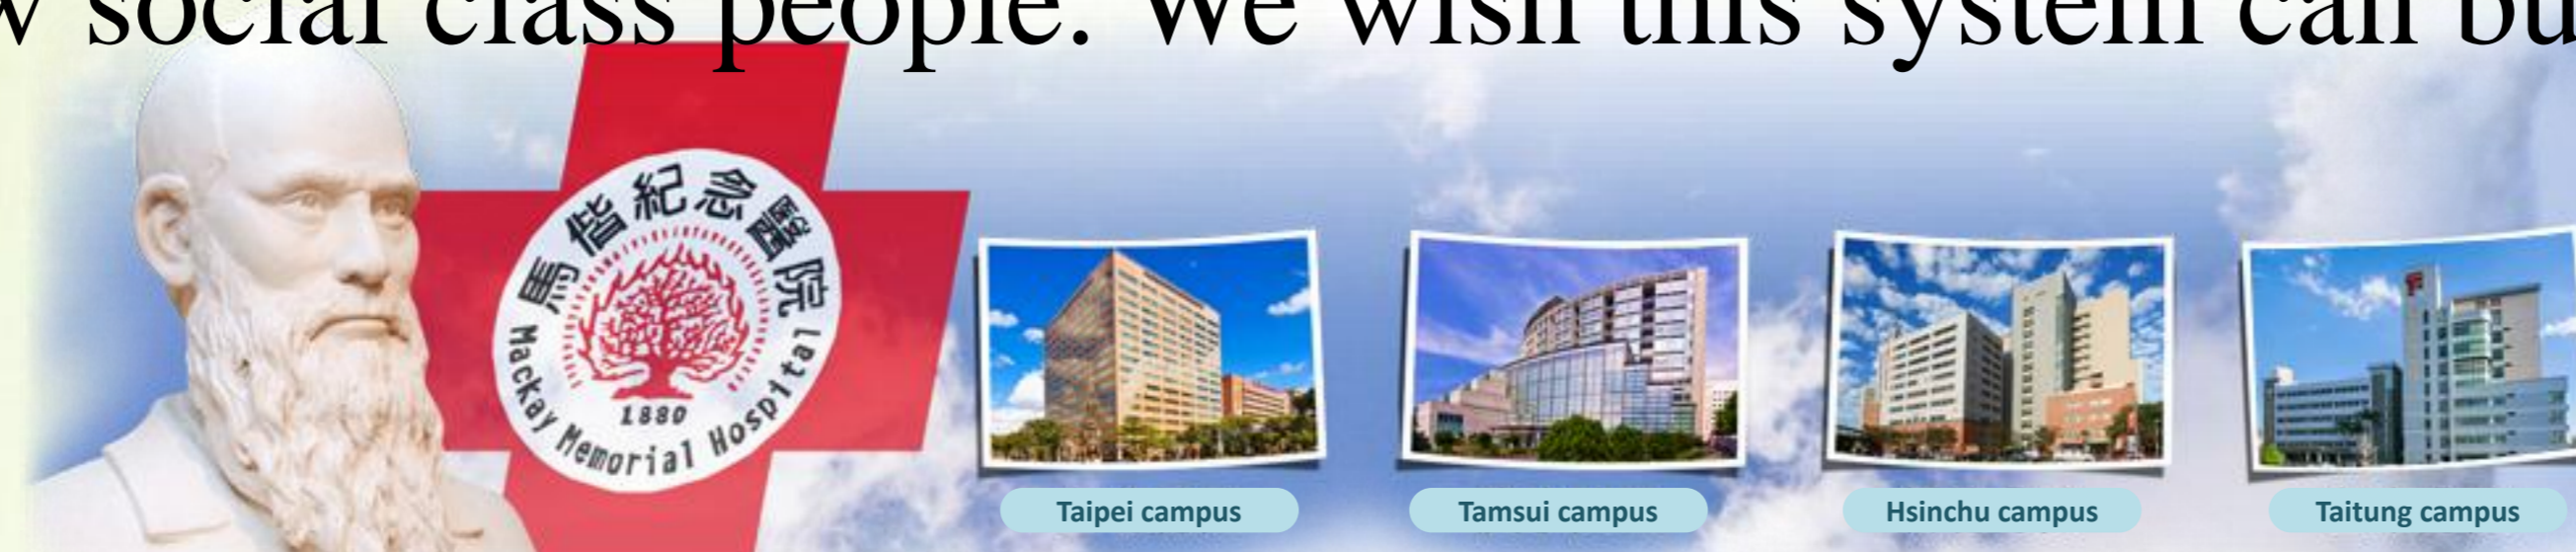 social class people. We wish this system can
馬偕紀念醫院
1880
Mackay Memorial Hospital
Taipei campus
Tamsui campus
Hsinchu campus
Taitung campus